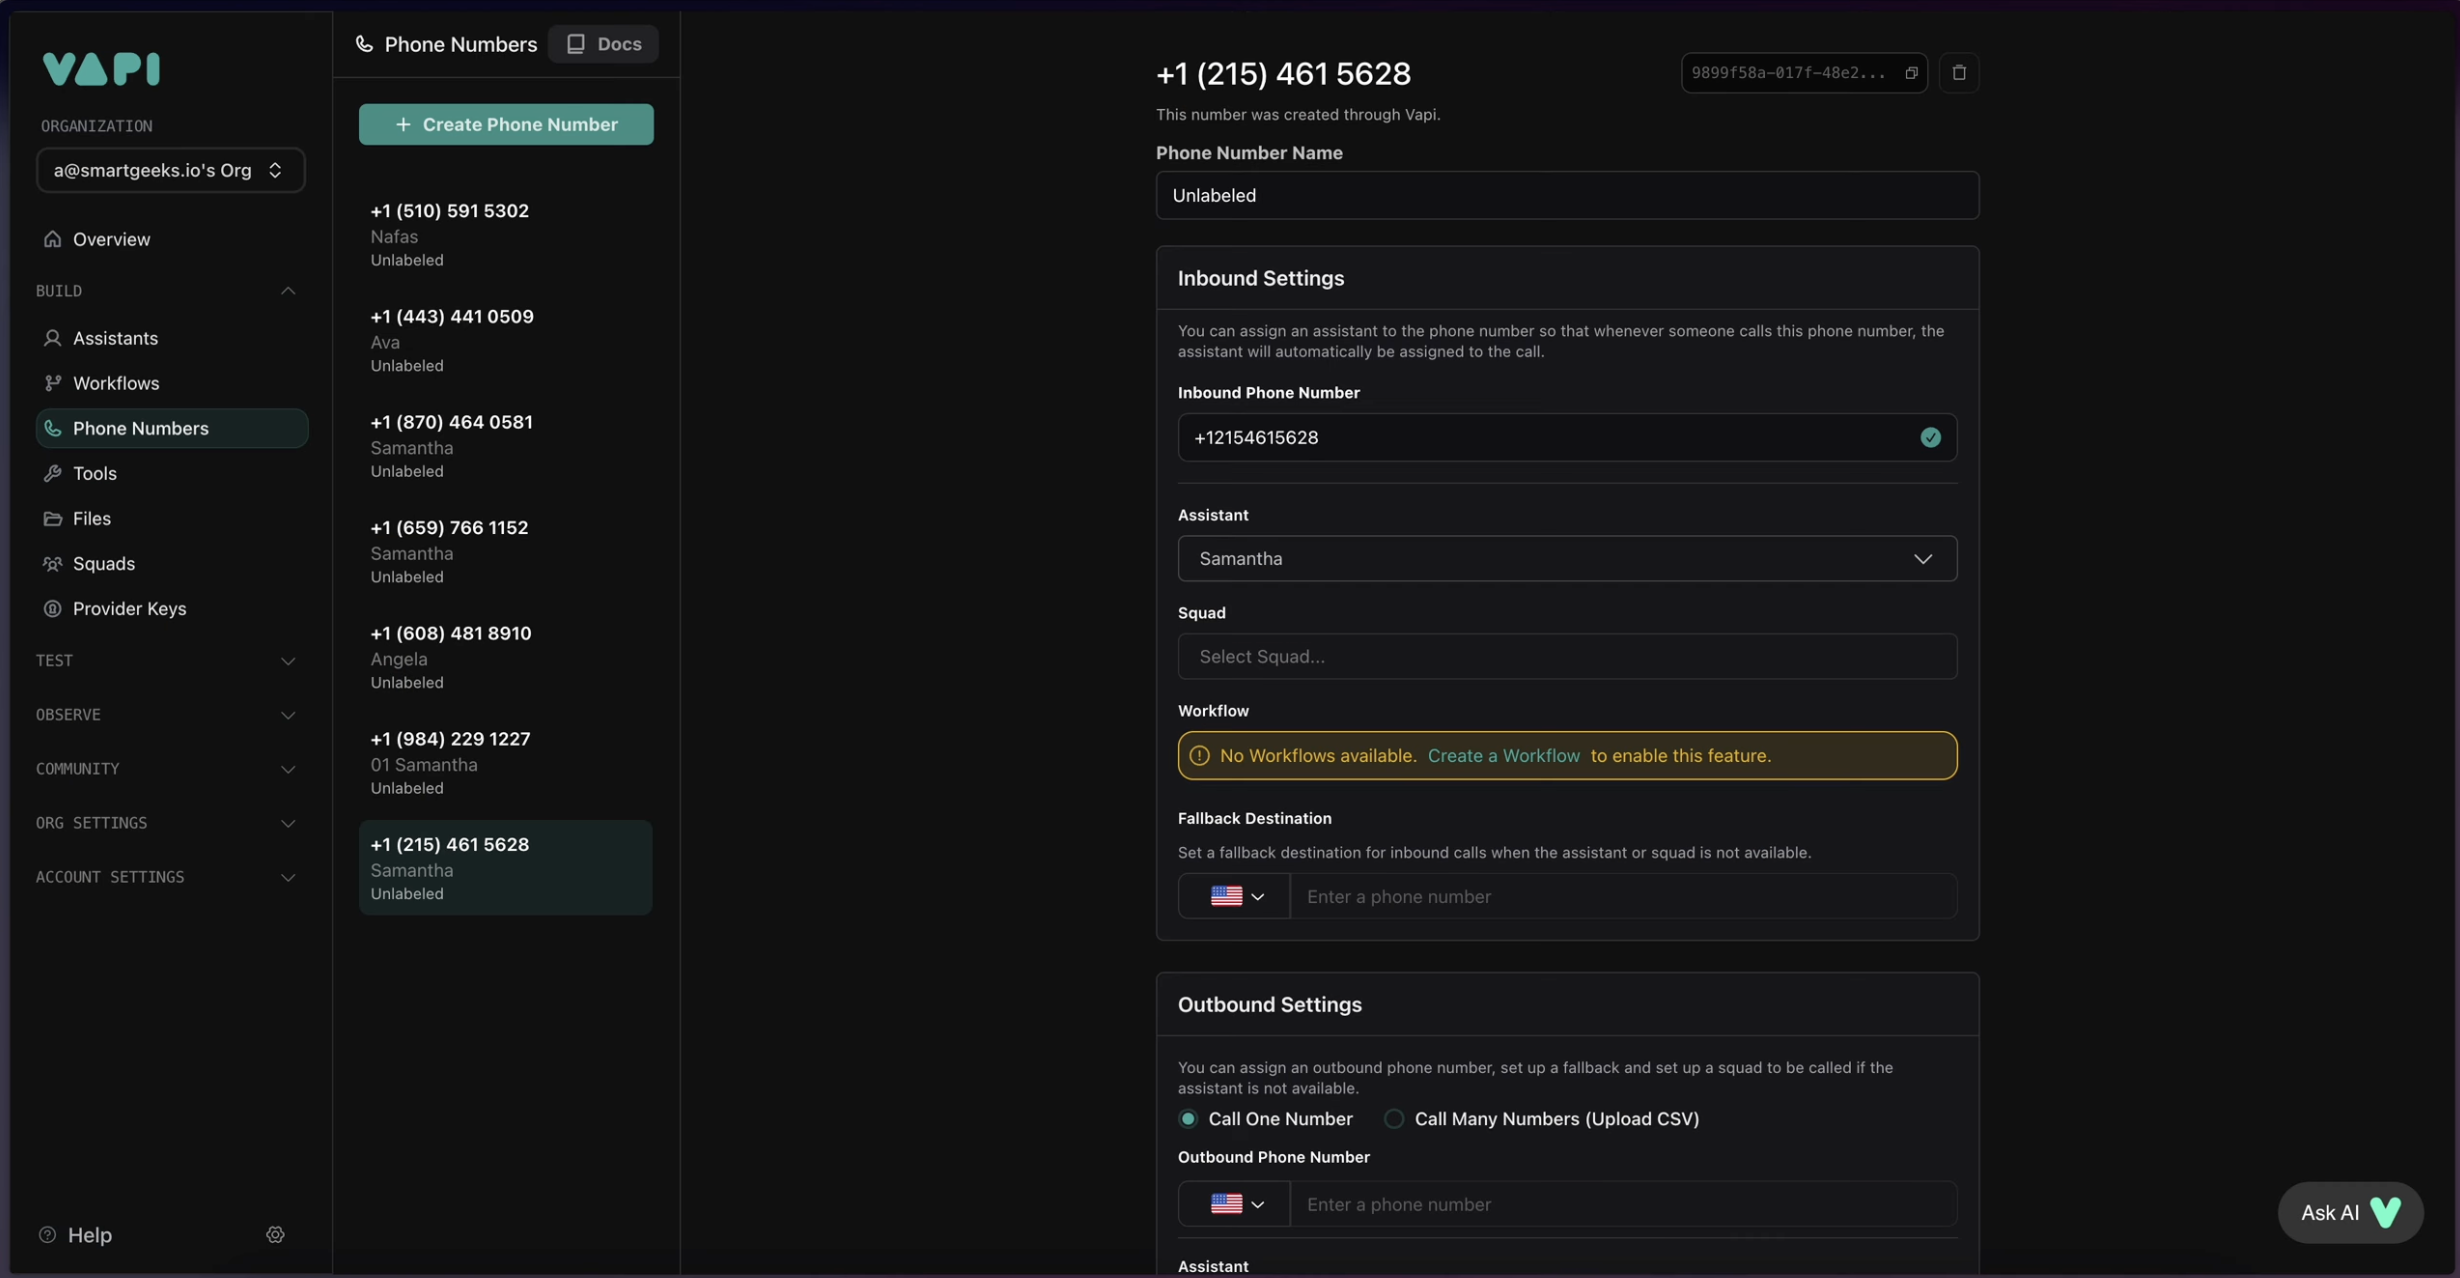 VAPI
ORGANIZATION
a@smartgeeks.io's Org
Overview
BUILD
Assistants
Workflows
Phone Numbers
Tools
Files
Squads
Provider Keys
TEST
OBSERVE
COMMUNITY
ORG SETTINGS
ACCOUNT SETTINGS
Help
Phone Numbers
Docs
+ Create Phone Number
+1 (510) 591 5302
Nafas
Unlabeled
+1 (443) 441 0509
Ava
Unlabeled
+1 (870) 464 0581
Samantha
Unlabeled
+1 (659) 766 1152
Samantha
Unlabeled
+1 (608) 481 8910
Angela
Unlabeled
+1 (984) 229 1227
01 Samantha
Unlabeled
+1 (215) 461 5628
Samantha
Unlabeled
+1 (215) 461 5628
9899f58a-017f-48e2...
This number was created through Vapi.
Phone Number Name
Unlabeled
Inbound Settings
You can assign an assistant to the phone number so that whenever someone calls this phone number, the
assistant will automatically be assigned to the call.
Inbound Phone Number
+12154615628
Assistant
Samantha
Squad
Select Squad...
Workflow
No Workflows available. Create a Workflow to enable this feature.
Fallback Destination
Set a fallback destination for inbound calls when the assistant or squad is not available.
Enter a phone number
Outbound Settings
You can assign an outbound phone number, set up a fallback and set up a squad to be called if the
assistant is not available.
Call One Number
Call Many Numbers (Upload CSV)
Outbound Phone Number
Enter a phone number
Assistant
Ask AI